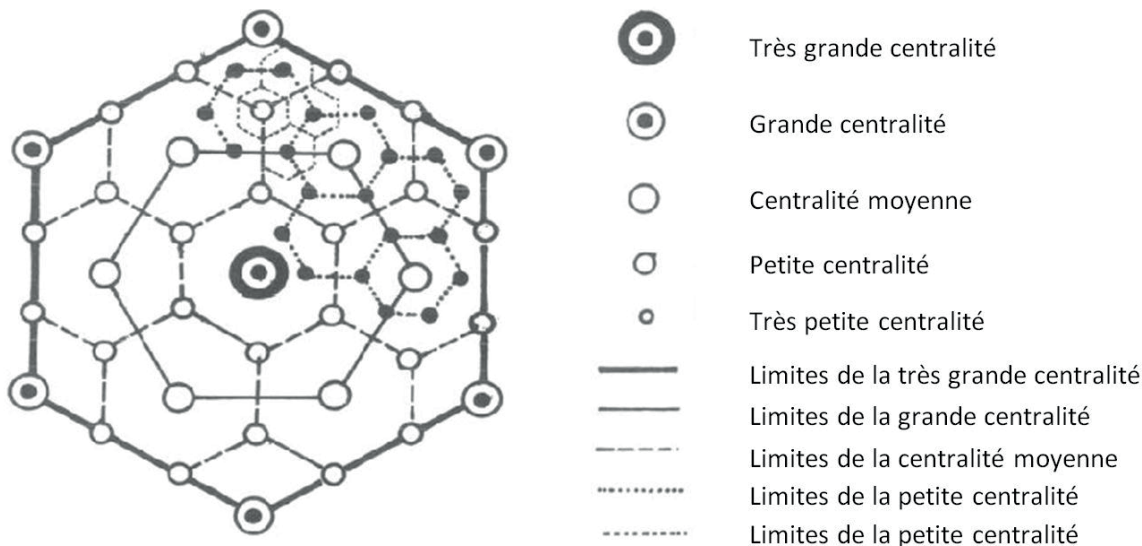 Très grande centralité
Grande centralité
Centralité moyenne
Petite centralité
Très petite centralité
Limites de la très grande centralité
Limites de la grande centralité
Limites de la centralité moyenne
Limites de la petite centralité
Limites de la petite centralité